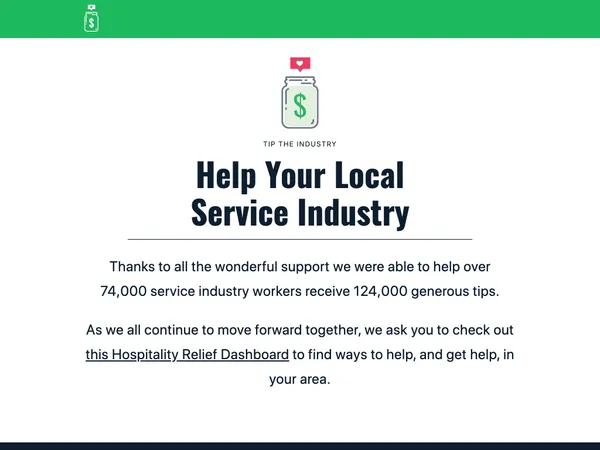 $
$
TIP THE INDUSTRY
Help Your Local
Service Industry
Thanks to all the wonderful support we were able to help over
74,000 service industry workers receive 124,000 generous tips.
As we all continue to move forward together, we ask you to check out
this Hospitality Relief Dashboard to find ways to help, and get help, in
your area.